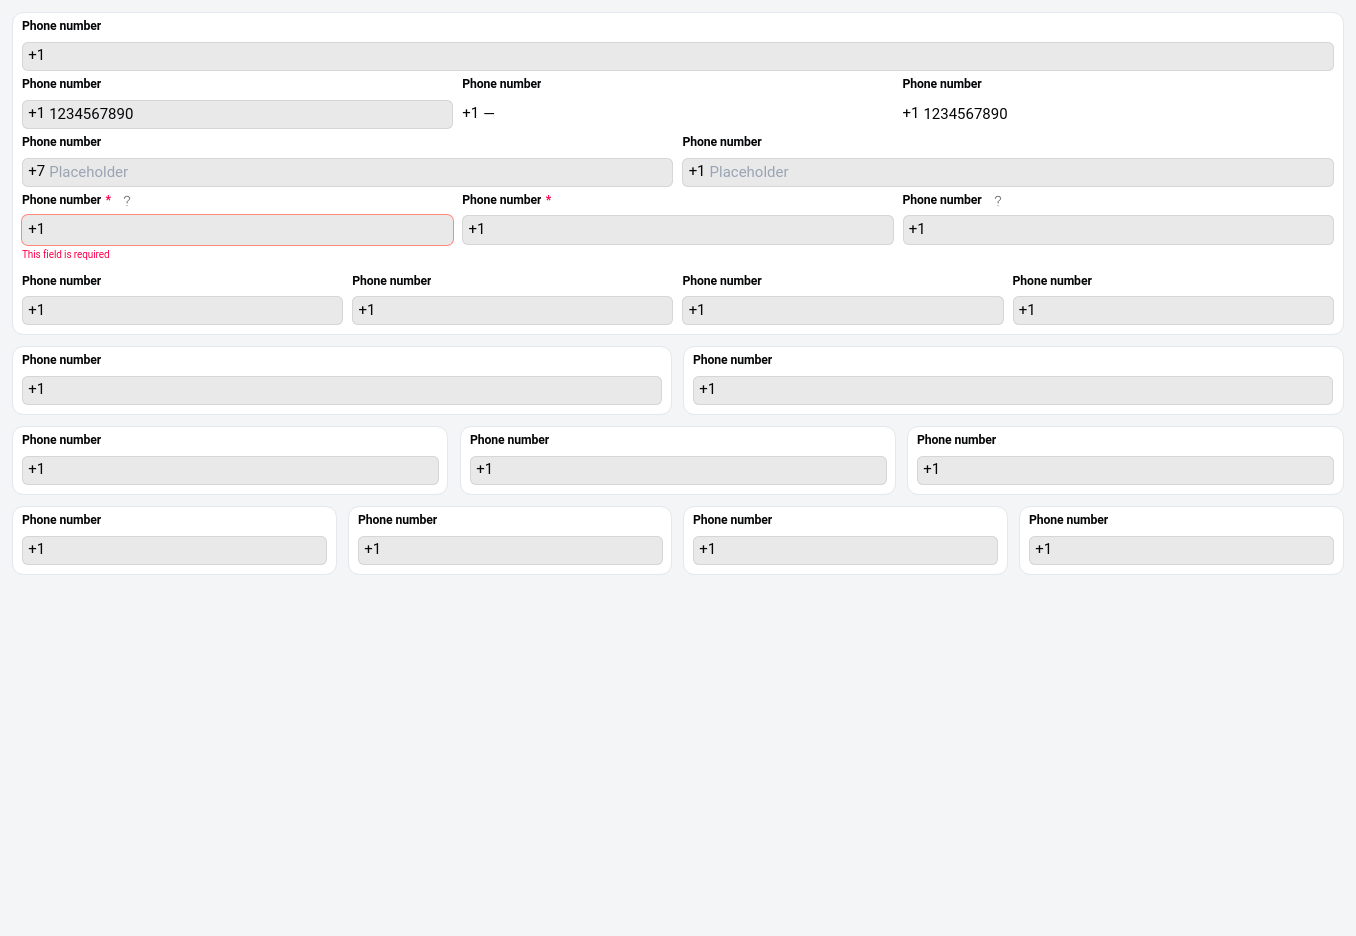 Phone number
+1
Phone number Phone number Phone number
+1 1234567890 +1 — +1 1234567890
Phone number Phone number
+7 Placeholder +1 Placeholder
Phone number * ? Phone number * Phone number ?
+1 +1 +1
This field is required
Phone number Phone number Phone number Phone number
+1 +1 +1 +1
Phone number Phone number
+1 +1
Phone number Phone number Phone number
+1 +1 +1
Phone number Phone number Phone number Phone number
+1 +1 +1 +1